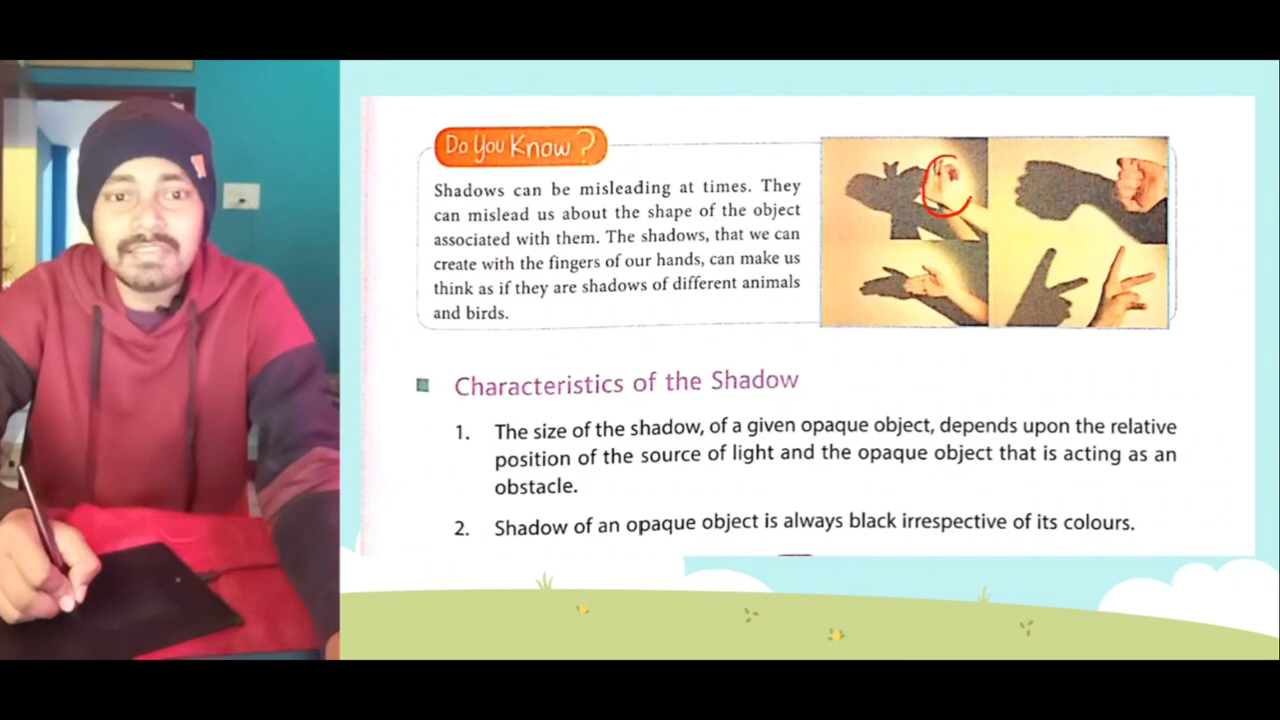 Do You Know ?
Shadows can be misleading at times. They
can mislead us about the shape of the object
associated with them. The shadows, that we can
create with the fingers of our hands, can make us
think as if they are shadows of different animals
and birds.
Characteristics of the Shadow
1. The size of the shadow, of a given opaque object, depends upon the relative
position of the source of light and the opaque object that is acting as an
obstacle.
2. Shadow of an opaque object is always black irrespective of its colours.